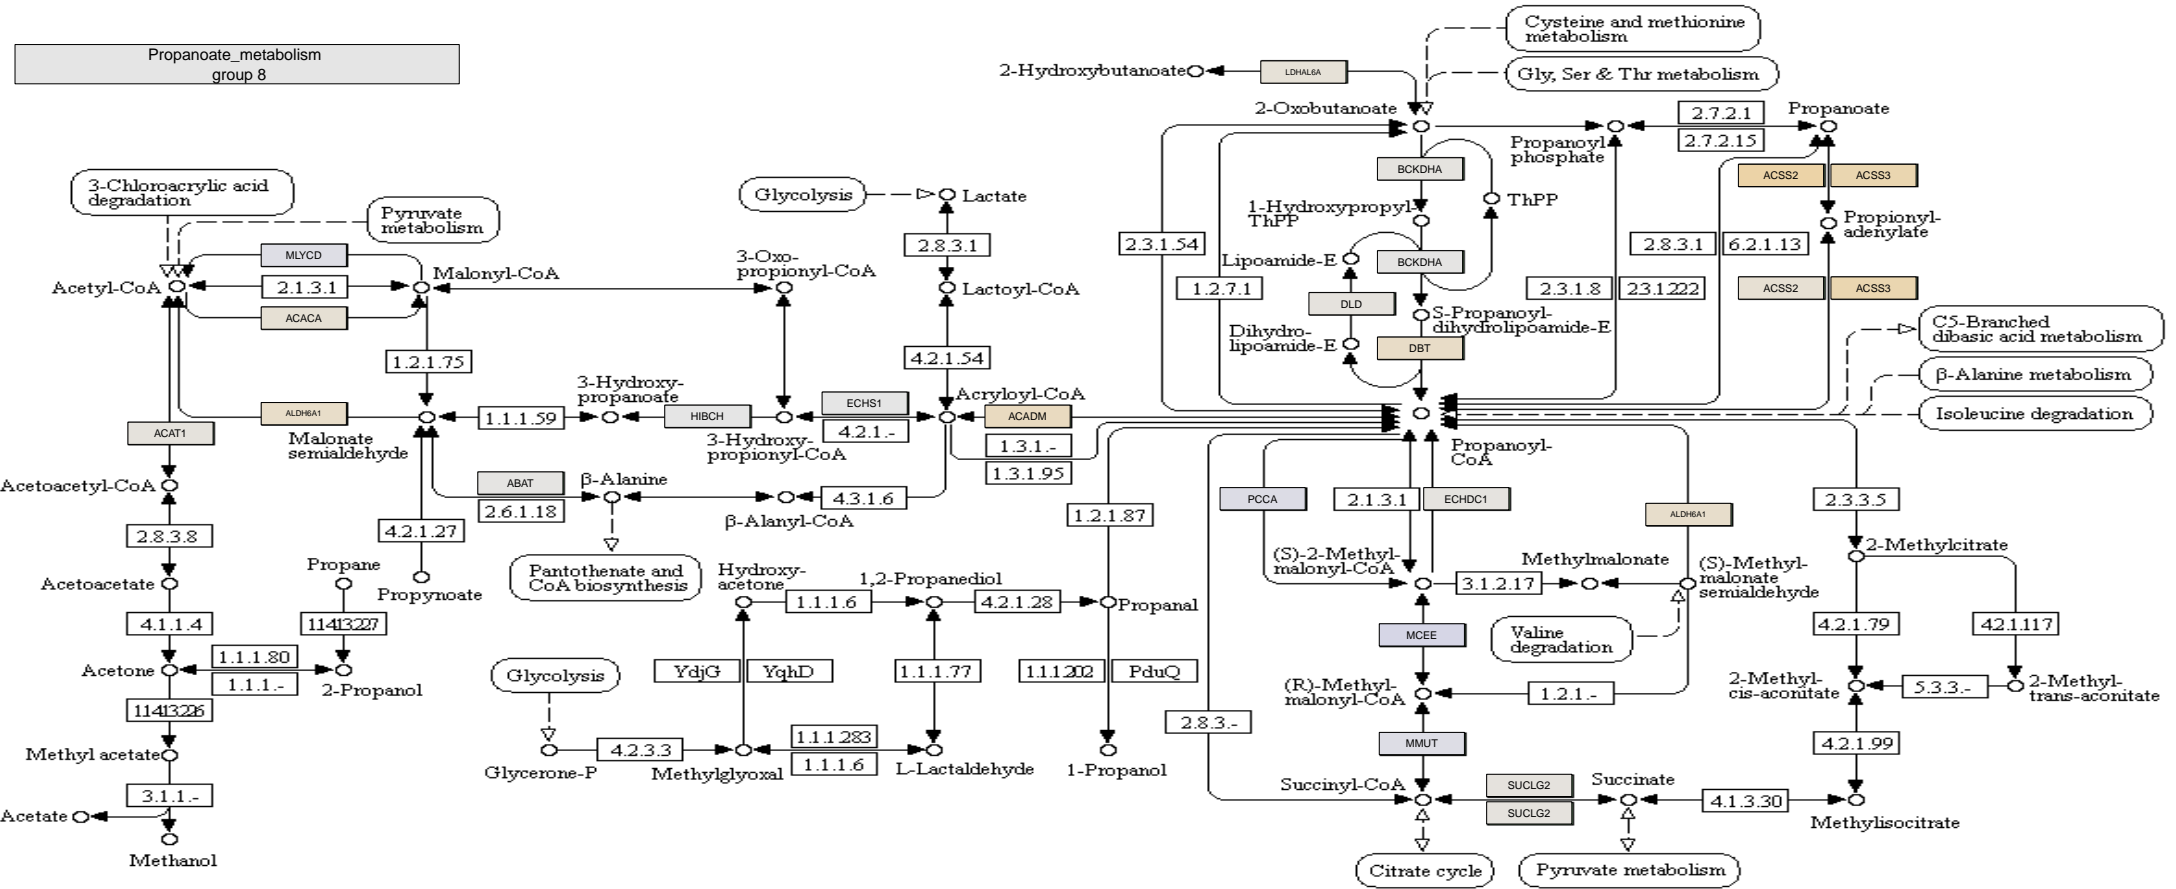 Propanoate_metabolism
group 8
Cysteine and methionine
metabolism
2-Hydroxybutanoate
LDHAL6A
Gly, Ser & Thr metabolism
2-Oxobutanoate
2.7.2.1
Propanoate
2.7.2.15
Propanoyl
phosphate
BCKDHA
ACSS2
ACSS3
3-Chloroacrylic acid
degradation
Glycolysis
Lactate
ThPP
1-Hydroxypropyl-
ThPP
Pyruvate
metabolism
Propionyl-
adenylate
2.8.3.1
2.3.1.54
2.8.3.1
6.2.1.13
MLYCD
3-Oxo-
propionyl-CoA
Lipoamide-E
BCKDHA
Malonyl-CoA
Acetyl-CoA
2.1.3.1
Lactoyl-CoA
1.2.7.1
2.3.1.8
2.3.1.222
ACSS2
ACSS3
DLD
ACACA
S-Propanoyl-
dihydrolipoamide-E
C5-Branched
dibasic acid metabolism
Dihydro-
lipoamide-E
DBT
1.2.1.75
4.2.1.54
β-Alanine metabolism
3-Hydroxy-
propanoate
Acryloyl-CoA
ECHS1
ALDH6A1
1.1.1.59
HIBCH
ACADM
Isoleucine degradation
4.2.1.-
ACAT1
Malonate
semialdehyde
3-Hydroxy-
propionyl-CoA
1.3.1.-
1.3.1.95
Propanoyl-
CoA
Acetoacetyl-CoA
ABAT
2.6.1.18
β-Alanine
4.3.1.6
β-Alanyl-CoA
PCCA
2.1.3.1
ECHDC1
ALDH6A1
2.3.3.5
1.2.1.87
2.8.3.8
4.2.1.27
2-Methylcitrate
(S)-2-Methyl-
malonyl-CoA
Methylmalonate
(S)-Methyl-
malonate
semialdehyde
Acetoacetate
Propane
Propynoate
Pantothenate and
CoA biosynthesis
Hydroxy-
acetone
1,2-Propanediol
3.1.2.17
1.1.1.6
4.2.1.28
Propanal
4.1.1.4
1.14.13.227
MCEE
Valine
degradation
4.2.1.79
4.2.1.117
Acetone
1.1.1.80
1.1.1.-
2-Propanol
Glycolysis
YdjG
YqhD
1.1.1.77
1.1.1.202
PduQ
(R)-Methyl-
malonyl-CoA
1.2.1.-
2-Methyl-
cis-aconitate
5.3.3.-
2-Methyl-
trans-aconitate
1.14.13.226
2.8.3.-
Methyl acetate
Glycerone-P
4.2.3.3
Methylglyoxal
1.1.1.283
1.1.1.6
L-Lactaldehyde
1-Propanol
MMUT
4.2.1.99
3.1.1.-
Succinyl-CoA
SUCLG2
SUCLG2
Succinate
4.1.3.30
Methylisocitrate
Acetate
Methanol
Citrate cycle
Pyruvate metabolism